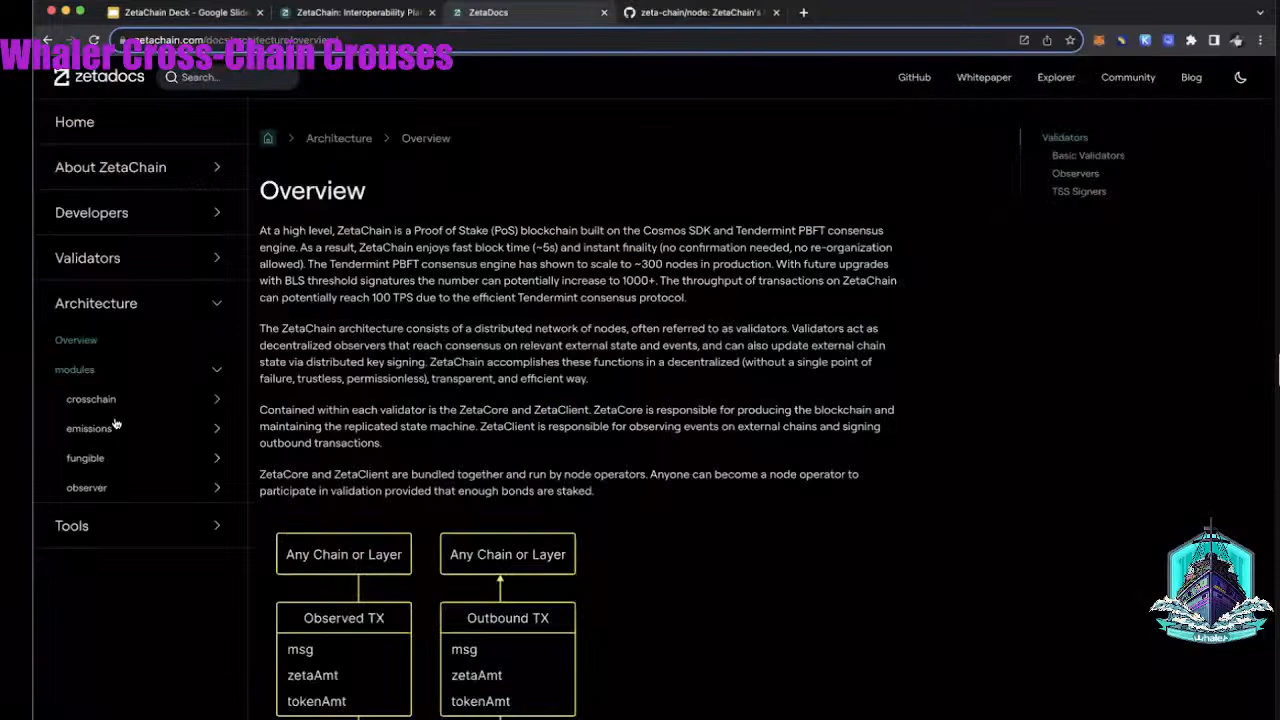 ZetaChain Deck - Google Slide
ZetaChain: Interoperability Pla
ZetaDocs
zeta-chain/node: ZetaChain's
Whaler Cross-Chain Crouses
zetadocs
Search...
GitHub
Whitepaper
Explorer
Community
Blog
Home
About ZetaChain
Developers
Validators
Architecture
Overview
modules
crosschain
emissions
fungible
observer
Tools
Architecture
Overview
Overview
At a high level, ZetaChain is a Proof of Stake (PoS) blockchain built on the Cosmos SDK and Tendermint PBFT consensus
engine. As a result, ZetaChain enjoys fast block time (~5s) and instant finality (no confirmation needed, no re-organization
allowed). The Tendermint PBFT consensus engine has shown to scale to ~300 nodes in production. With future upgrades
with BLS threshold signatures the number can potentially increase to 1000+. The throughput of transactions on ZetaChain
can potentially reach 100 TPS due to the efficient Tendermint consensus protocol.
The ZetaChain architecture consists of a distributed network of nodes, often referred to as validators. Validators act as
decentralized observers that reach consensus on relevant external state and events, and can also update external chain
state via distributed key signing. ZetaChain accomplishes these functions in a decentralized (without a single point of
failure, trustless, permissionless), transparent, and efficient way.
Contained within each validator is the ZetaCore and ZetaClient. ZetaCore is responsible for producing the blockchain and
maintaining the replicated state machine. ZetaClient is responsible for observing events on external chains and signing
outbound transactions.
ZetaCore and ZetaClient are bundled together and run by node operators. Anyone can become a node operator to
participate in validation provided that enough bonds are staked.
Any Chain or Layer
Any Chain or Layer
Observed TX
Outbound TX
msg
msg
zetaAmt
zetaAmt
tokenAmt
tokenAmt
Validators
Basic Validators
Observers
TSS Signers
Whaler